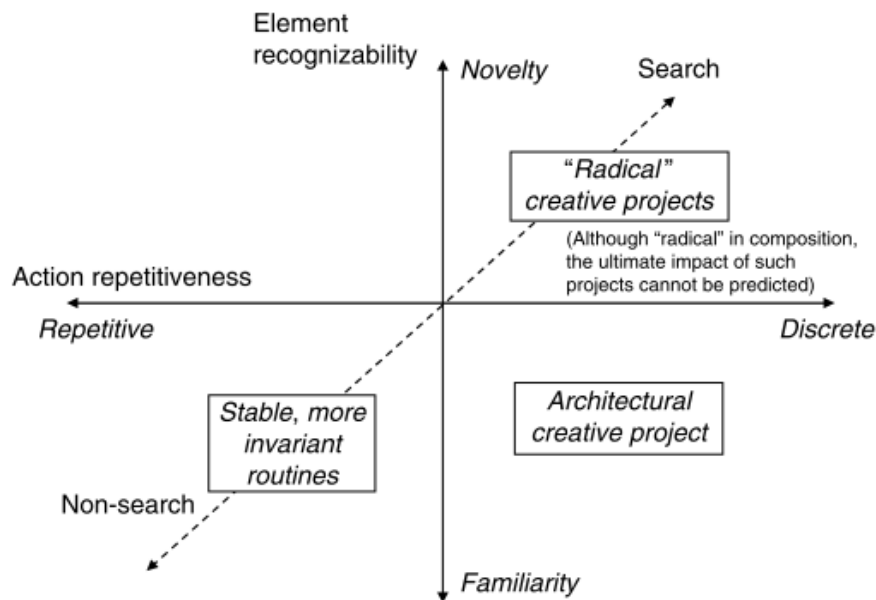 Element
recognizability
Novelty
Search
“Radical”
creative projects
(Although “radical” in composition,
the ultimate impact of such
projects cannot be predicted)
Action repetitiveness
Repetitive
Discrete
Stable, more
invariant
routines
Architectural
creative project
Non-search
Familiarity